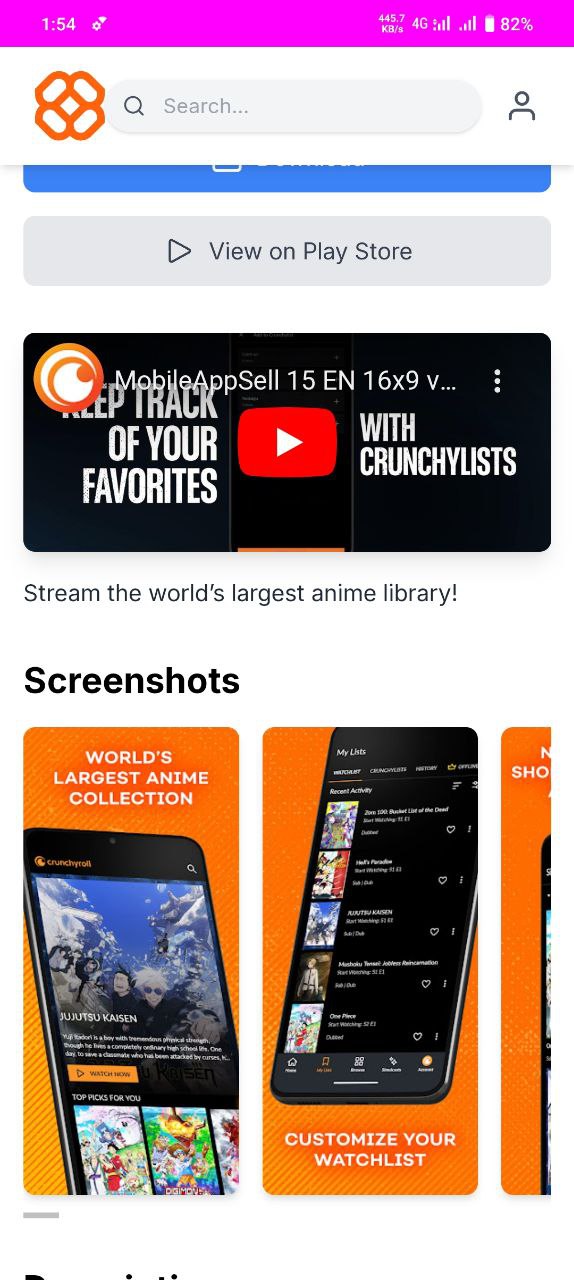 1:54
445.7
KB/s
4G
82%
Search...
View on Play Store
MobileAppSell 15 EN 16x9 v...
KEEP TRACK
OF YOUR
FAVORITES
WITH
CRUNCHYLISTS
Stream the world’s largest anime library!
Screenshots
WORLD'S
LARGEST ANIME
COLLECTION
crunchyroll
JUJUTSU KAISEN
Yuji Itadori is a boy with tremendous physical strength,
though he lives a completely ordinary high school life. One
day, to save a classmate who has been attacked by curses,
WATCH NOW
TOP PICKS FOR YOU
DIGIMON
My Lists
WATCHLIST
CRUNCHYLISTS
HISTORY
Recent Activity
Zom 100: Bucket List of the Dead
Start Watching: S1 E1
Dubbed
Hell's Paradise
Start Watching: S1 E1
Sub | Dub
JUJUTSU KAISEN
Start Watching: S1 E1
Sub | Dub
Mushoku Tensei: Jobless Reincarnation
Start Watching: S1 E1
Sub | Dub
One Piece
Start Watching: S2 E1
Dubbed
Home
My Lists
Browse
Simulcasts
Account
CUSTOMIZE YOUR
WATCHLIST